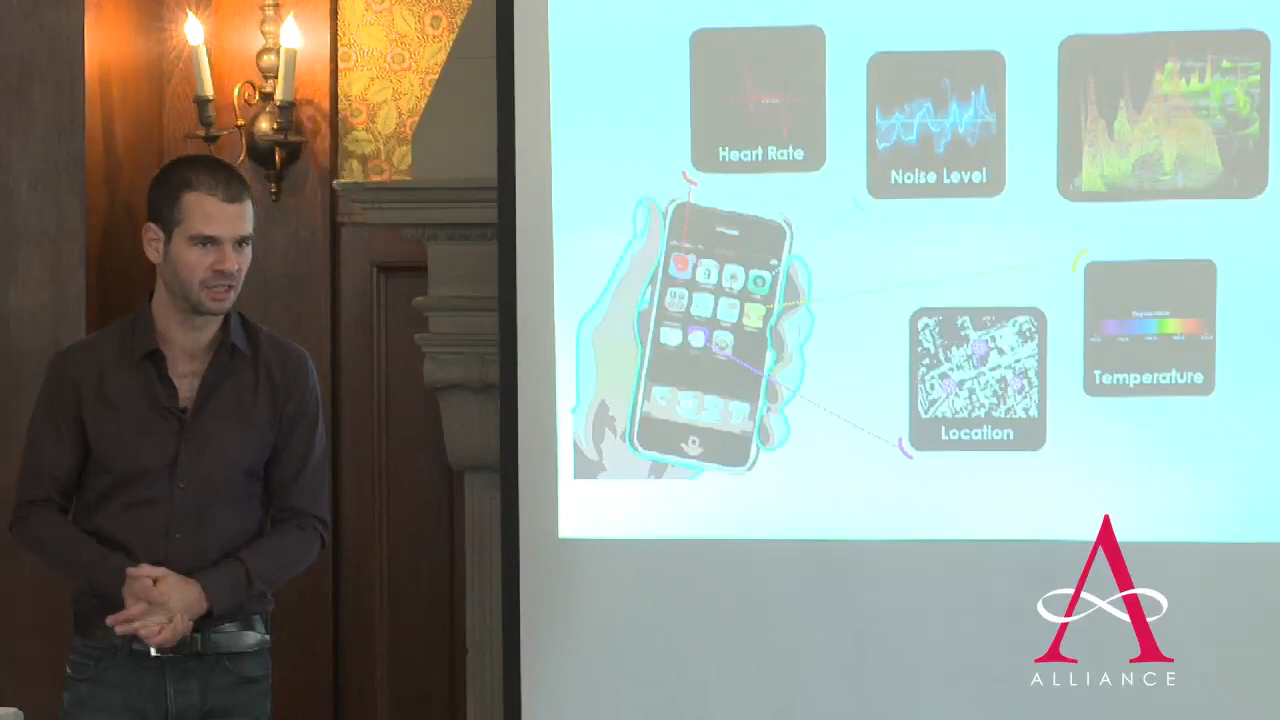 Heart Rate
Noise Level
Temperature
Location
A
ALLIANCE